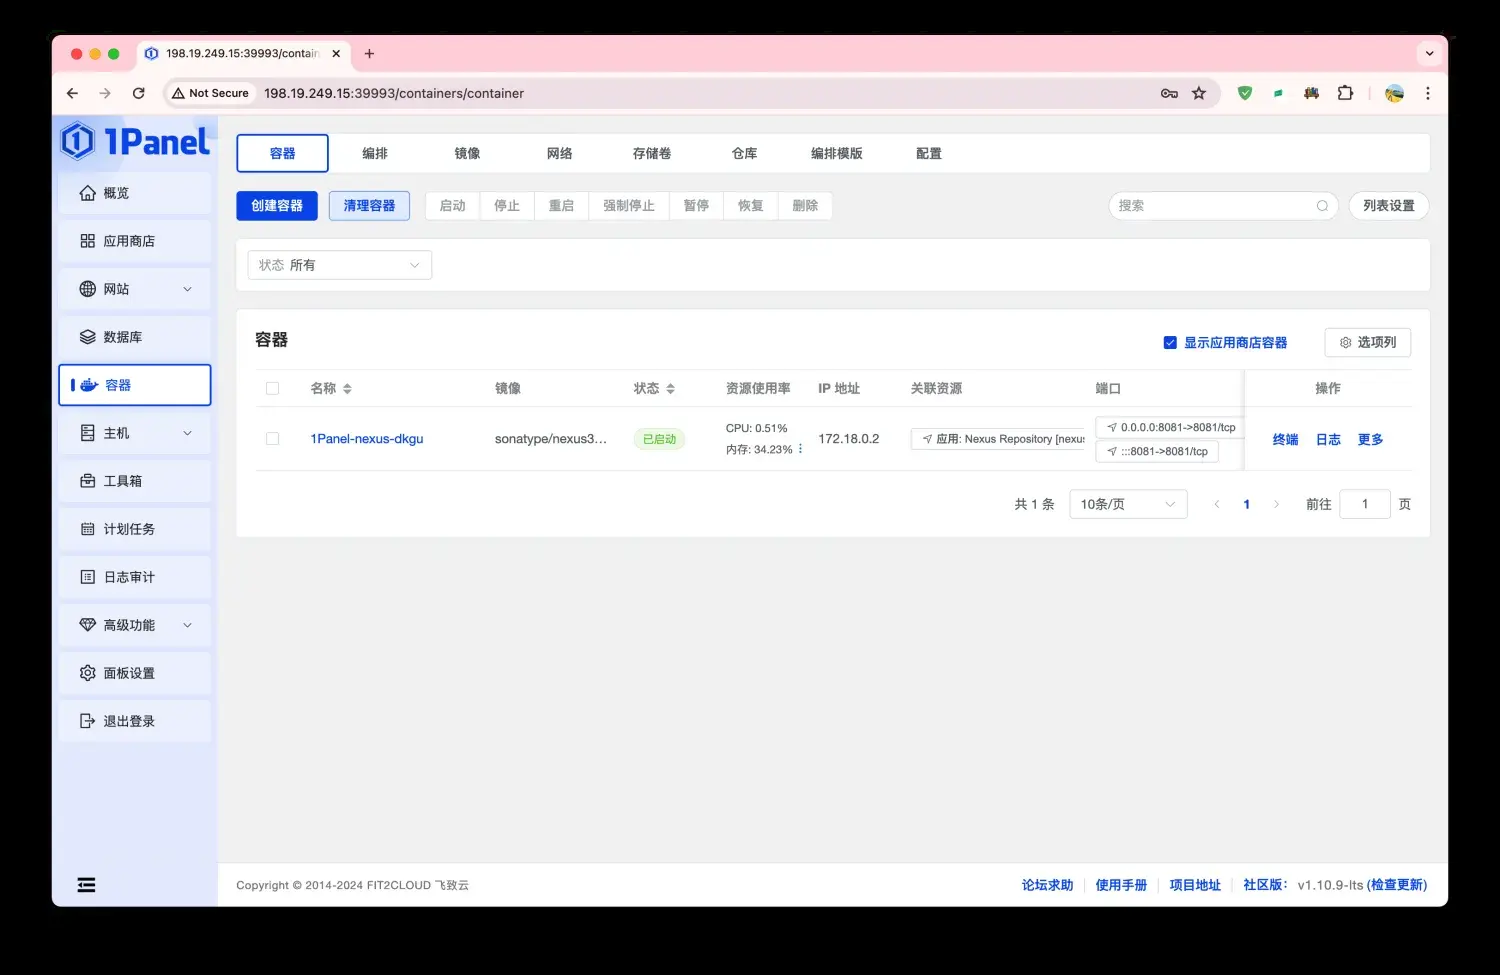 198.19.249.15:39993/contain
Not Secure
198.19.249.15:39993/containers/container
1Panel
概览
应用商店
网站
数据库
容器
主机
工具箱
计划任务
日志审计
高级功能
面板设置
退出登录
容器 编排 镜像 网络 存储卷 仓库 编排模版 配置
创建容器 清理容器 启动 停止 重启 强制停止 暂停 恢复 删除 搜索 列表设置
状态 所有
容器 显示应用商店容器 选项列
名称 镜像 状态 资源使用率 IP 地址 关联资源 端口 操作
1Panel-nexus-dkgu sonatype/nexus3... 已启动 CPU: 0.51% 内存: 34.23% 172.18.0.2 应用: Nexus Repository [nexus 0.0.0.0:8081->8081/tcp :::8081->8081/tcp 终端 日志 更多
共 1 条 10条/页 1 前往 1 页
Copyright © 2014-2024 FIT2CLOUD 飞致云 论坛求助 使用手册 项目地址 社区版: v1.10.9-lts (检查更新)